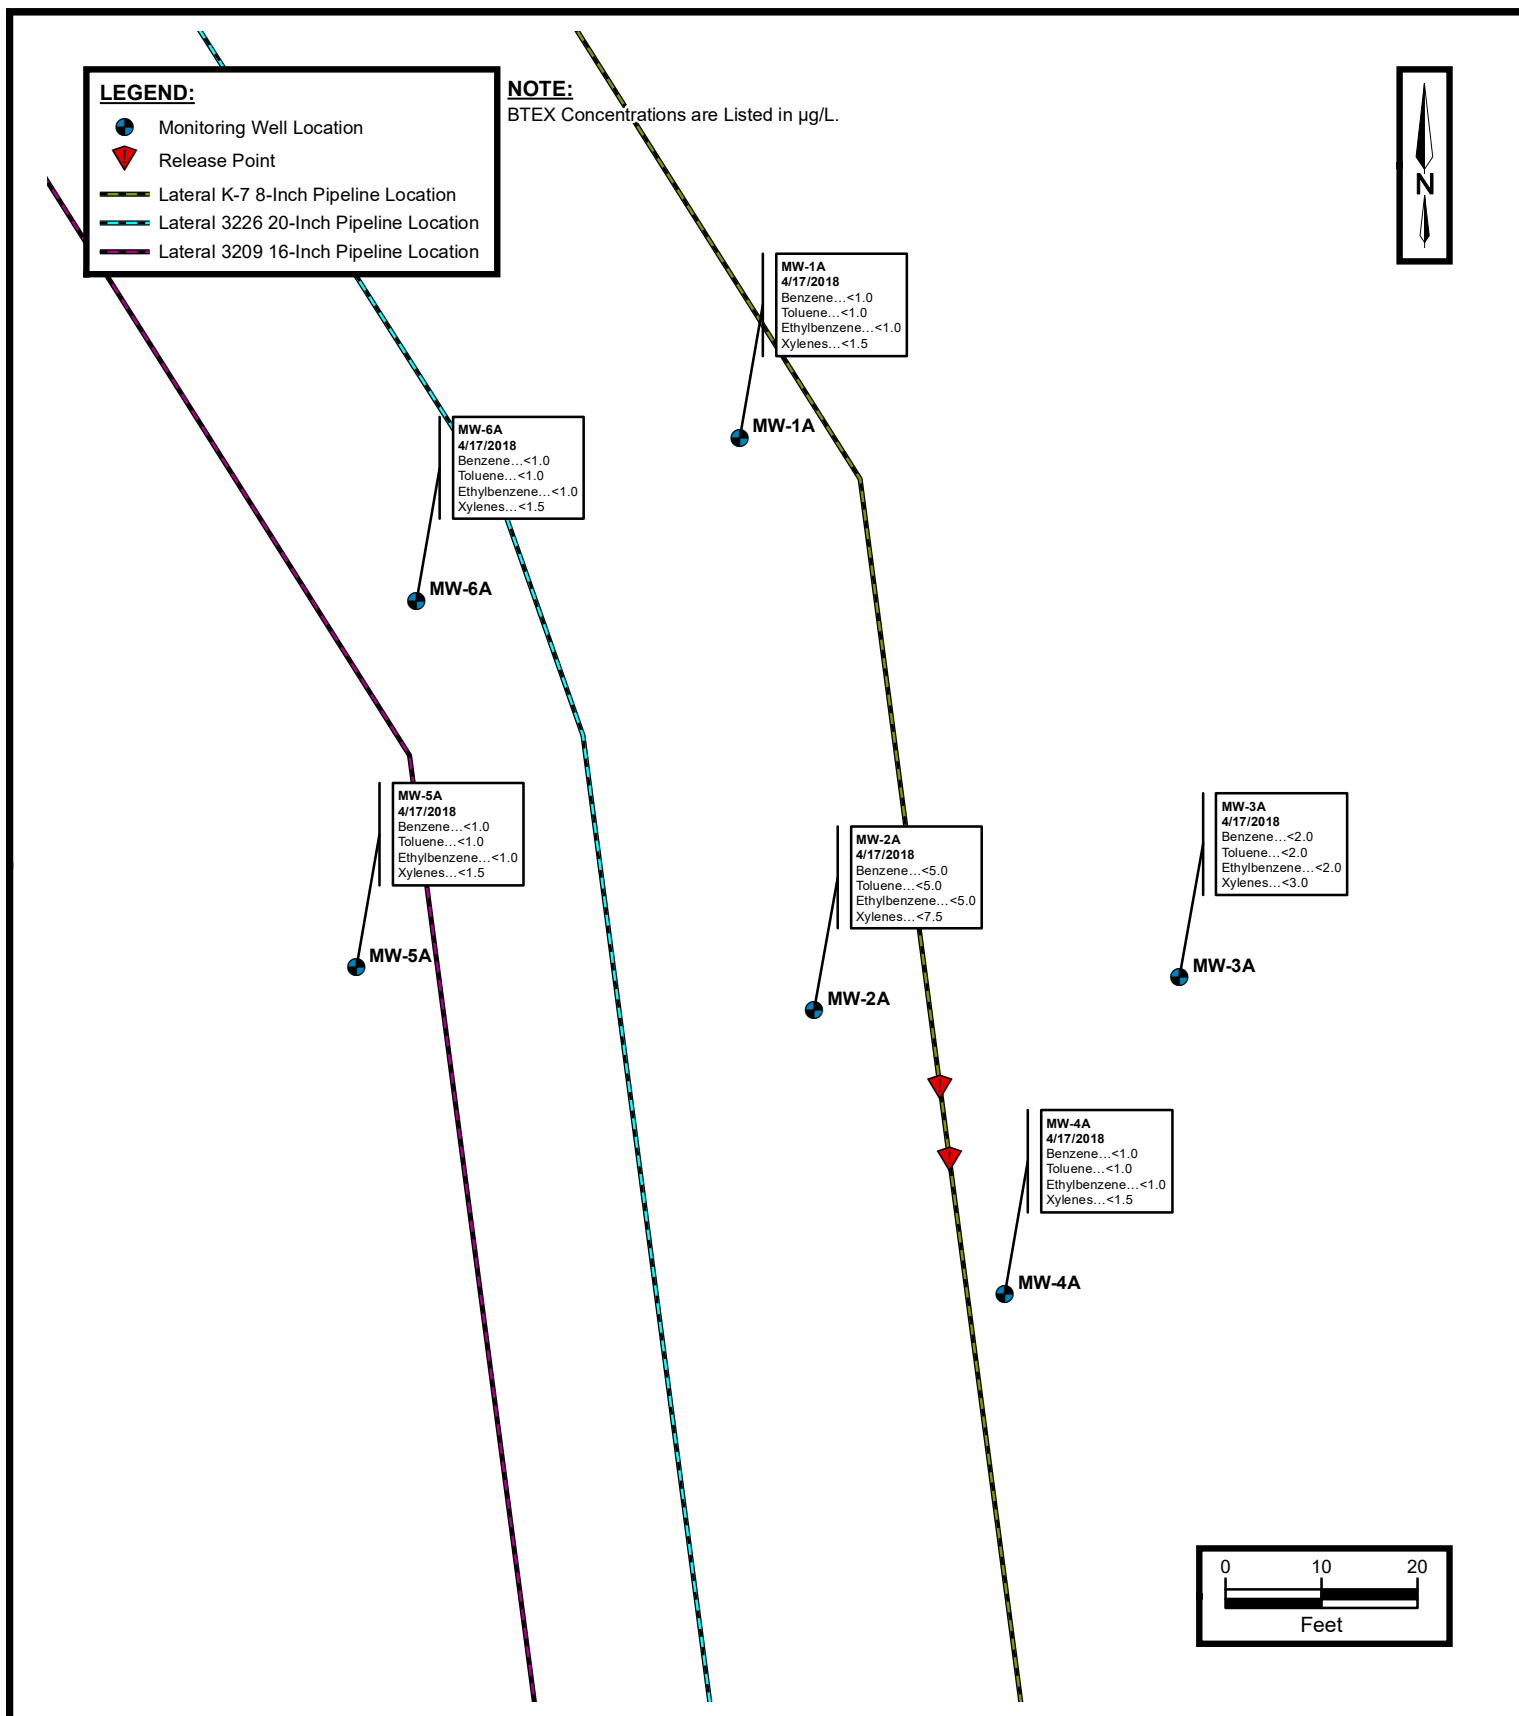 LEGEND:
Monitoring Well Location
Release Point
Lateral K-7 8-Inch Pipeline Location
Lateral 3226 20-Inch Pipeline Location
Lateral 3209 16-Inch Pipeline Location
NOTE:
BTEX Concentrations are Listed in µg/L.
N
MW-1A
4/17/2018
Benzene...<1.0
Toluene...<1.0
Ethylbenzene...<1.0
Xylenes...<1.5
MW-1A
MW-6A
4/17/2018
Benzene...<1.0
Toluene...<1.0
Ethylbenzene...<1.0
Xylenes...<1.5
MW-6A
MW-5A
4/17/2018
Benzene...<1.0
Toluene...<1.0
Ethylbenzene...<1.0
Xylenes...<1.5
MW-5A
MW-2A
4/17/2018
Benzene...<5.0
Toluene...<5.0
Ethylbenzene...<5.0
Xylenes...<7.5
MW-2A
MW-3A
4/17/2018
Benzene...<2.0
Toluene...<2.0
Ethylbenzene...<2.0
Xylenes...<3.0
MW-3A
MW-4A
4/17/2018
Benzene...<1.0
Toluene...<1.0
Ethylbenzene...<1.0
Xylenes...<1.5
MW-4A
0 10 20
Feet